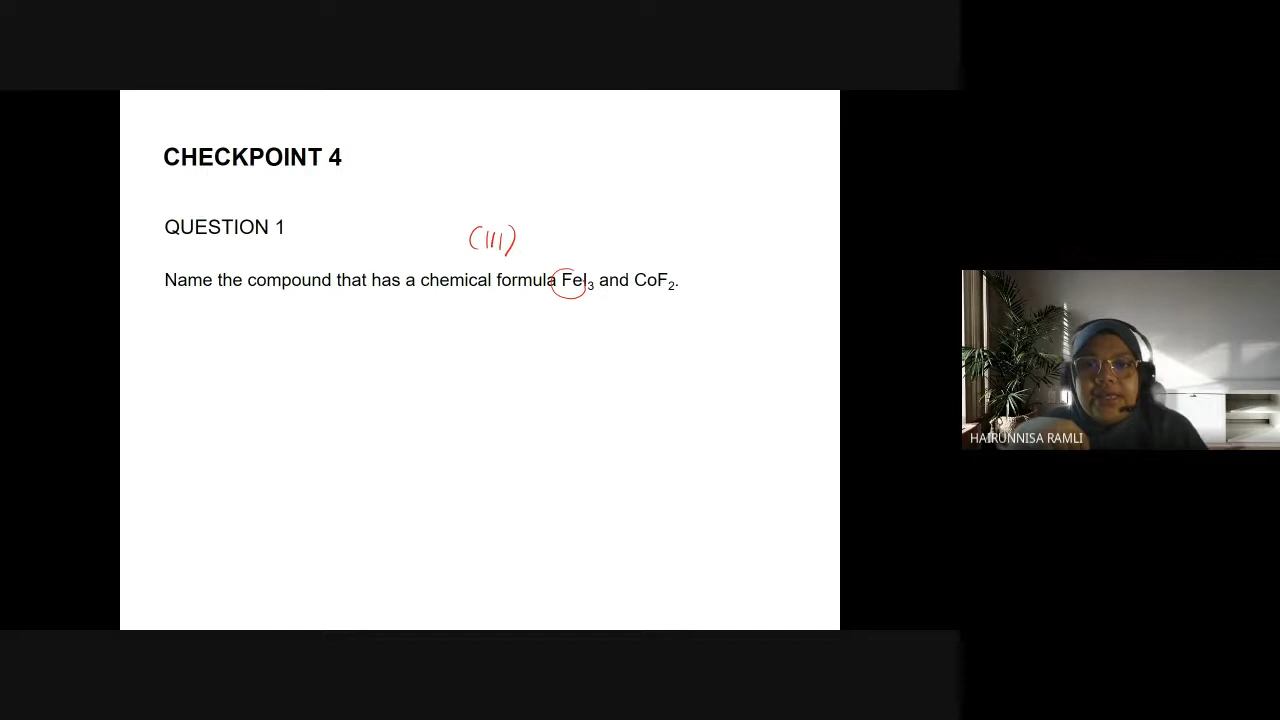 CHECKPOINT 4
QUESTION 1
(III)
Name the compound that has a chemical formula FeI₃ and CoF₂.
HAIRUNNISA RAMLI